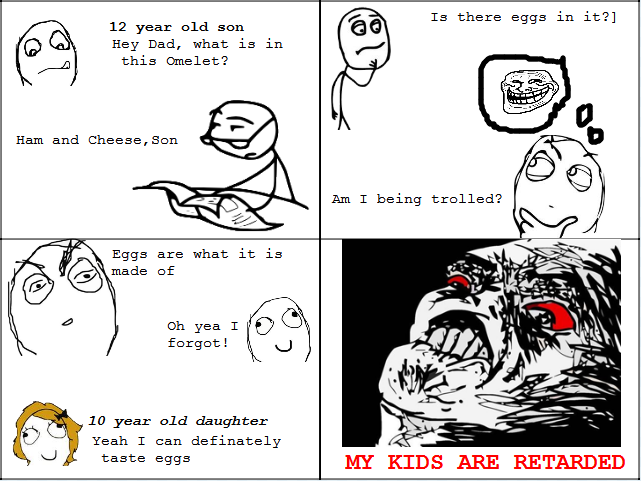 12 year old son
Hey Dad, what is in
this Omelet?
Ham and Cheese,Son
Is there eggs in it?]
Am I being trolled?
Eggs are what it is
made of
Oh yea I
forgot!
10 year old daughter
Yeah I can definately
taste eggs
MY KIDS ARE RETARDED